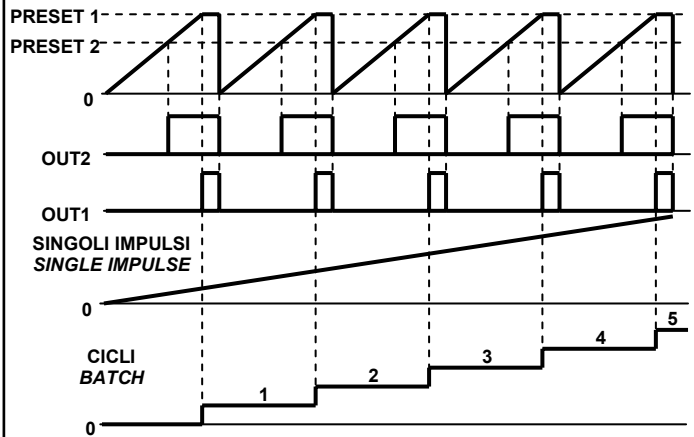 PRESET 1
PRESET 2
0
OUT2
OUT1
SINGOLI IMPULSI
SINGLE IMPULSE
0
5
4
3
2
1
CICLI
BATCH
0